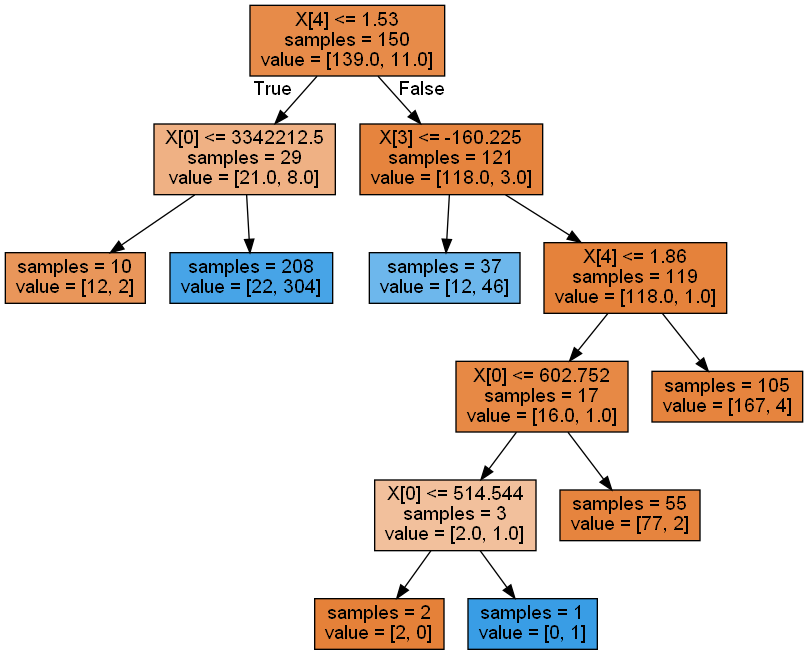 X[4] <= 1.53
samples = 150
value = [139.0, 11.0]
True
False
X[0] <= 3342212.5
samples = 29
value = [21.0, 8.0]
X[3] <= -160.225
samples = 121
value = [118.0, 3.0]
samples = 10
value = [12, 2]
samples = 208
value = [22, 304]
samples = 37
value = [12, 46]
X[4] <= 1.86
samples = 119
value = [118.0, 1.0]
X[0] <= 602.752
samples = 17
value = [16.0, 1.0]
samples = 105
value = [167, 4]
X[0] <= 514.544
samples = 3
value = [2.0, 1.0]
samples = 55
value = [77, 2]
samples = 2
value = [2, 0]
samples = 1
value = [0, 1]